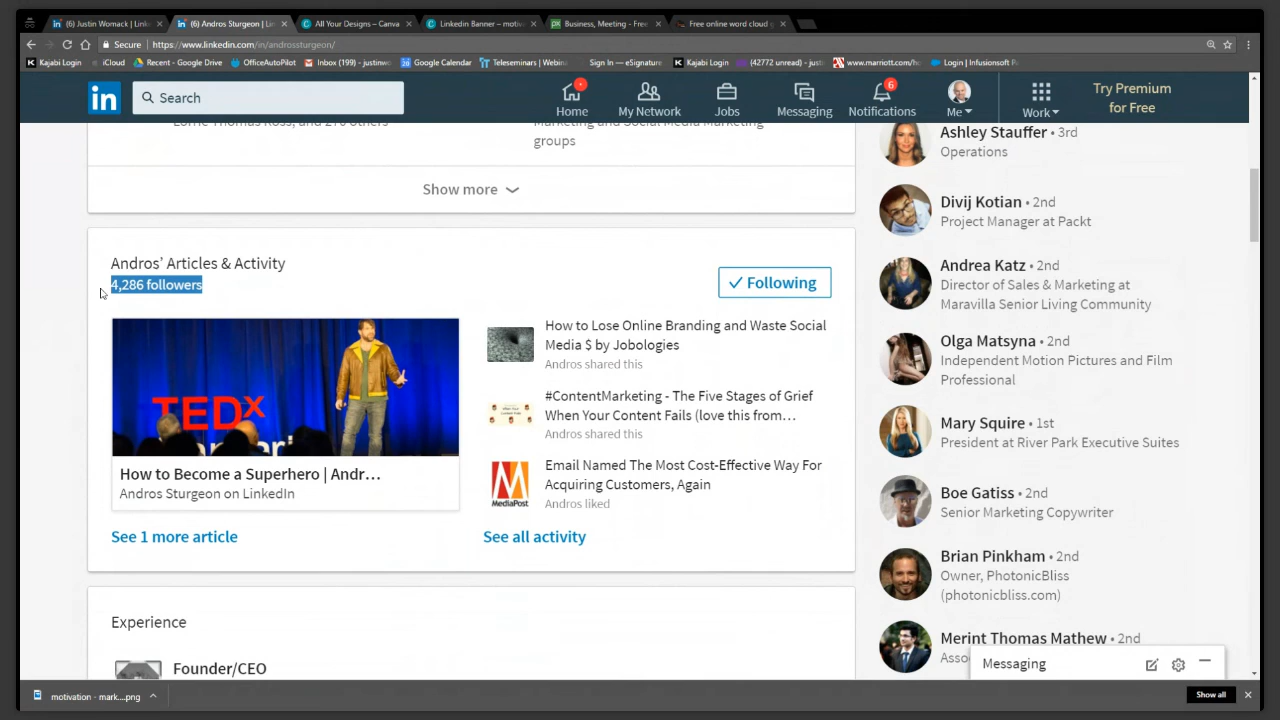 (6) Justin Womack | Link
(6) Andros Sturgeon | Lin
All Your Designs – Canva
Linkedin Banner – motiv
Business, Meeting - Free
Free online word cloud g
Secure
https://www.linkedin.com/in/androssturgeon/
Kajabi Login
iCloud
Recent - Google Drive
OfficeAutoPilot
Inbox (199) - justinwo
Google Calendar
Teleseminars | Webin
Sign In — eSignature
Kajabi Login
(42772 unread) - justi
www.marriott.com/ho
Login | Infusionsoft
in
Search
Home
My Network
Jobs
Messaging
6
Notifications
Me
Work
Try Premium
for Free
Marketing and Social Media Marketing
groups
Show more
Andros’ Articles & Activity
4,286 followers
Following
TEDx
How to Become a Superhero | Andr…
Andros Sturgeon on LinkedIn
See 1 more article
How to Lose Online Branding and Waste Social
Media $ by Jobologies
Andros shared this
#ContentMarketing - The Five Stages of Grief
When Your Content Fails (love this from…
Andros shared this
MediaPost
Email Named The Most Cost-Effective Way For
Acquiring Customers, Again
Andros liked
See all activity
Experience
Founder/CEO
Ashley Stauffer • 3rd
Operations
Divij Kotian • 2nd
Project Manager at Packt
Andrea Katz • 2nd
Director of Sales & Marketing at
Maravilla Senior Living Community
Olga Matsyna • 2nd
Independent Motion Pictures and Film
Professional
Mary Squire • 1st
President at River Park Executive Suites
Boe Gatiss • 2nd
Senior Marketing Copywriter
Brian Pinkham • 2nd
Owner, PhotonicBliss
(photonicbliss.com)
Merint Thomas Mathew • 2nd
Asso
Messaging
motivation - mark....png
Show all